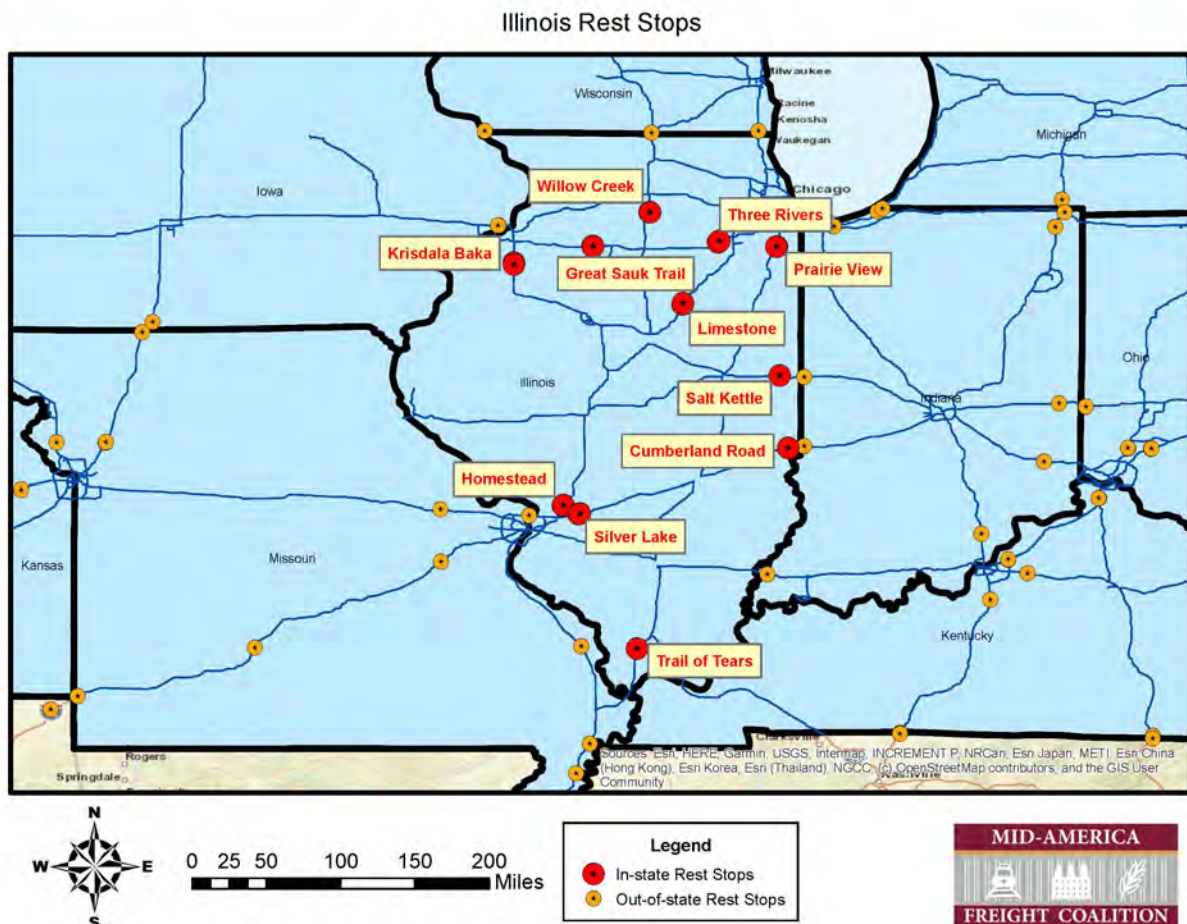 Illinois Rest Stops
Milwaukee
Wisconsin
Racine
Kenosha
Waukegan
Michigan
Iowa
Willow Creek
Chicago
Three Rivers
Krisdala Baka
Great Sauk Trail
Prairie View
Limestone
Ohio
Illinois
Salt Kettle
Indiana
Cumberland Road
Homestead
Silver Lake
Kansas
Missouri
Kentucky
Trail of Tears
Clarksville
Rogers
Springdale
Nashville
Sources: Esri, HERE, Garmin, USGS, Intermap, INCREMENT P, NRCan, Esri Japan, METI, Esri China
(Hong Kong), Esri Korea, Esri (Thailand), NGCC, (c) OpenStreetMap contributors, and the GIS User
Community
N
W E
S
0 25 50 100 150 200
Miles
Legend
In-state Rest Stops
Out-of-state Rest Stops
MID-AMERICA
FREIGHT COALITION